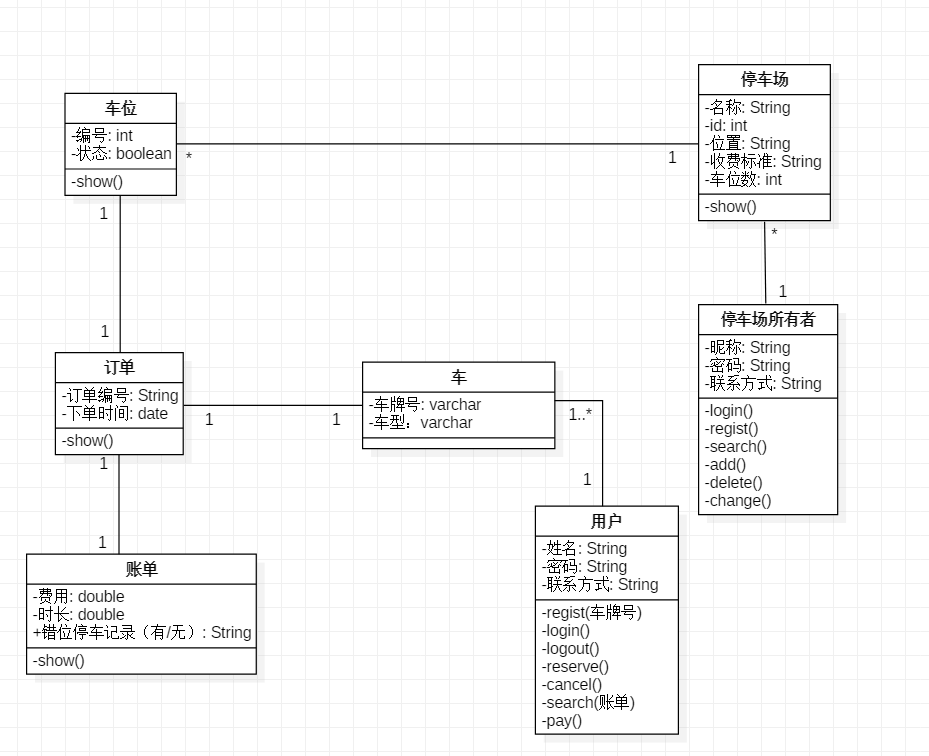 车位
-编号: int
-状态: boolean
-show()
*
1
停车场
-名称: String
-id: int
-位置: String
-收费标准: String
-车位数: int
-show()
*
1
停车场所有者
-昵称: String
-密码: String
-联系方式: String
-login()
-regist()
-search()
-add()
-delete()
-change()
1
1
订单
-订单编号: String
-下单时间: date
-show()
1
1
车
-车牌号: varchar
-车型：varchar
1..*
1
用户
-姓名: String
-密码: String
-联系方式: String
-regist(车牌号)
-login()
-logout()
-reserve()
-cancel()
-search(账单)
-pay()
1
1
账单
-费用: double
-时长: double
+错位停车记录（有/无）: String
-show()